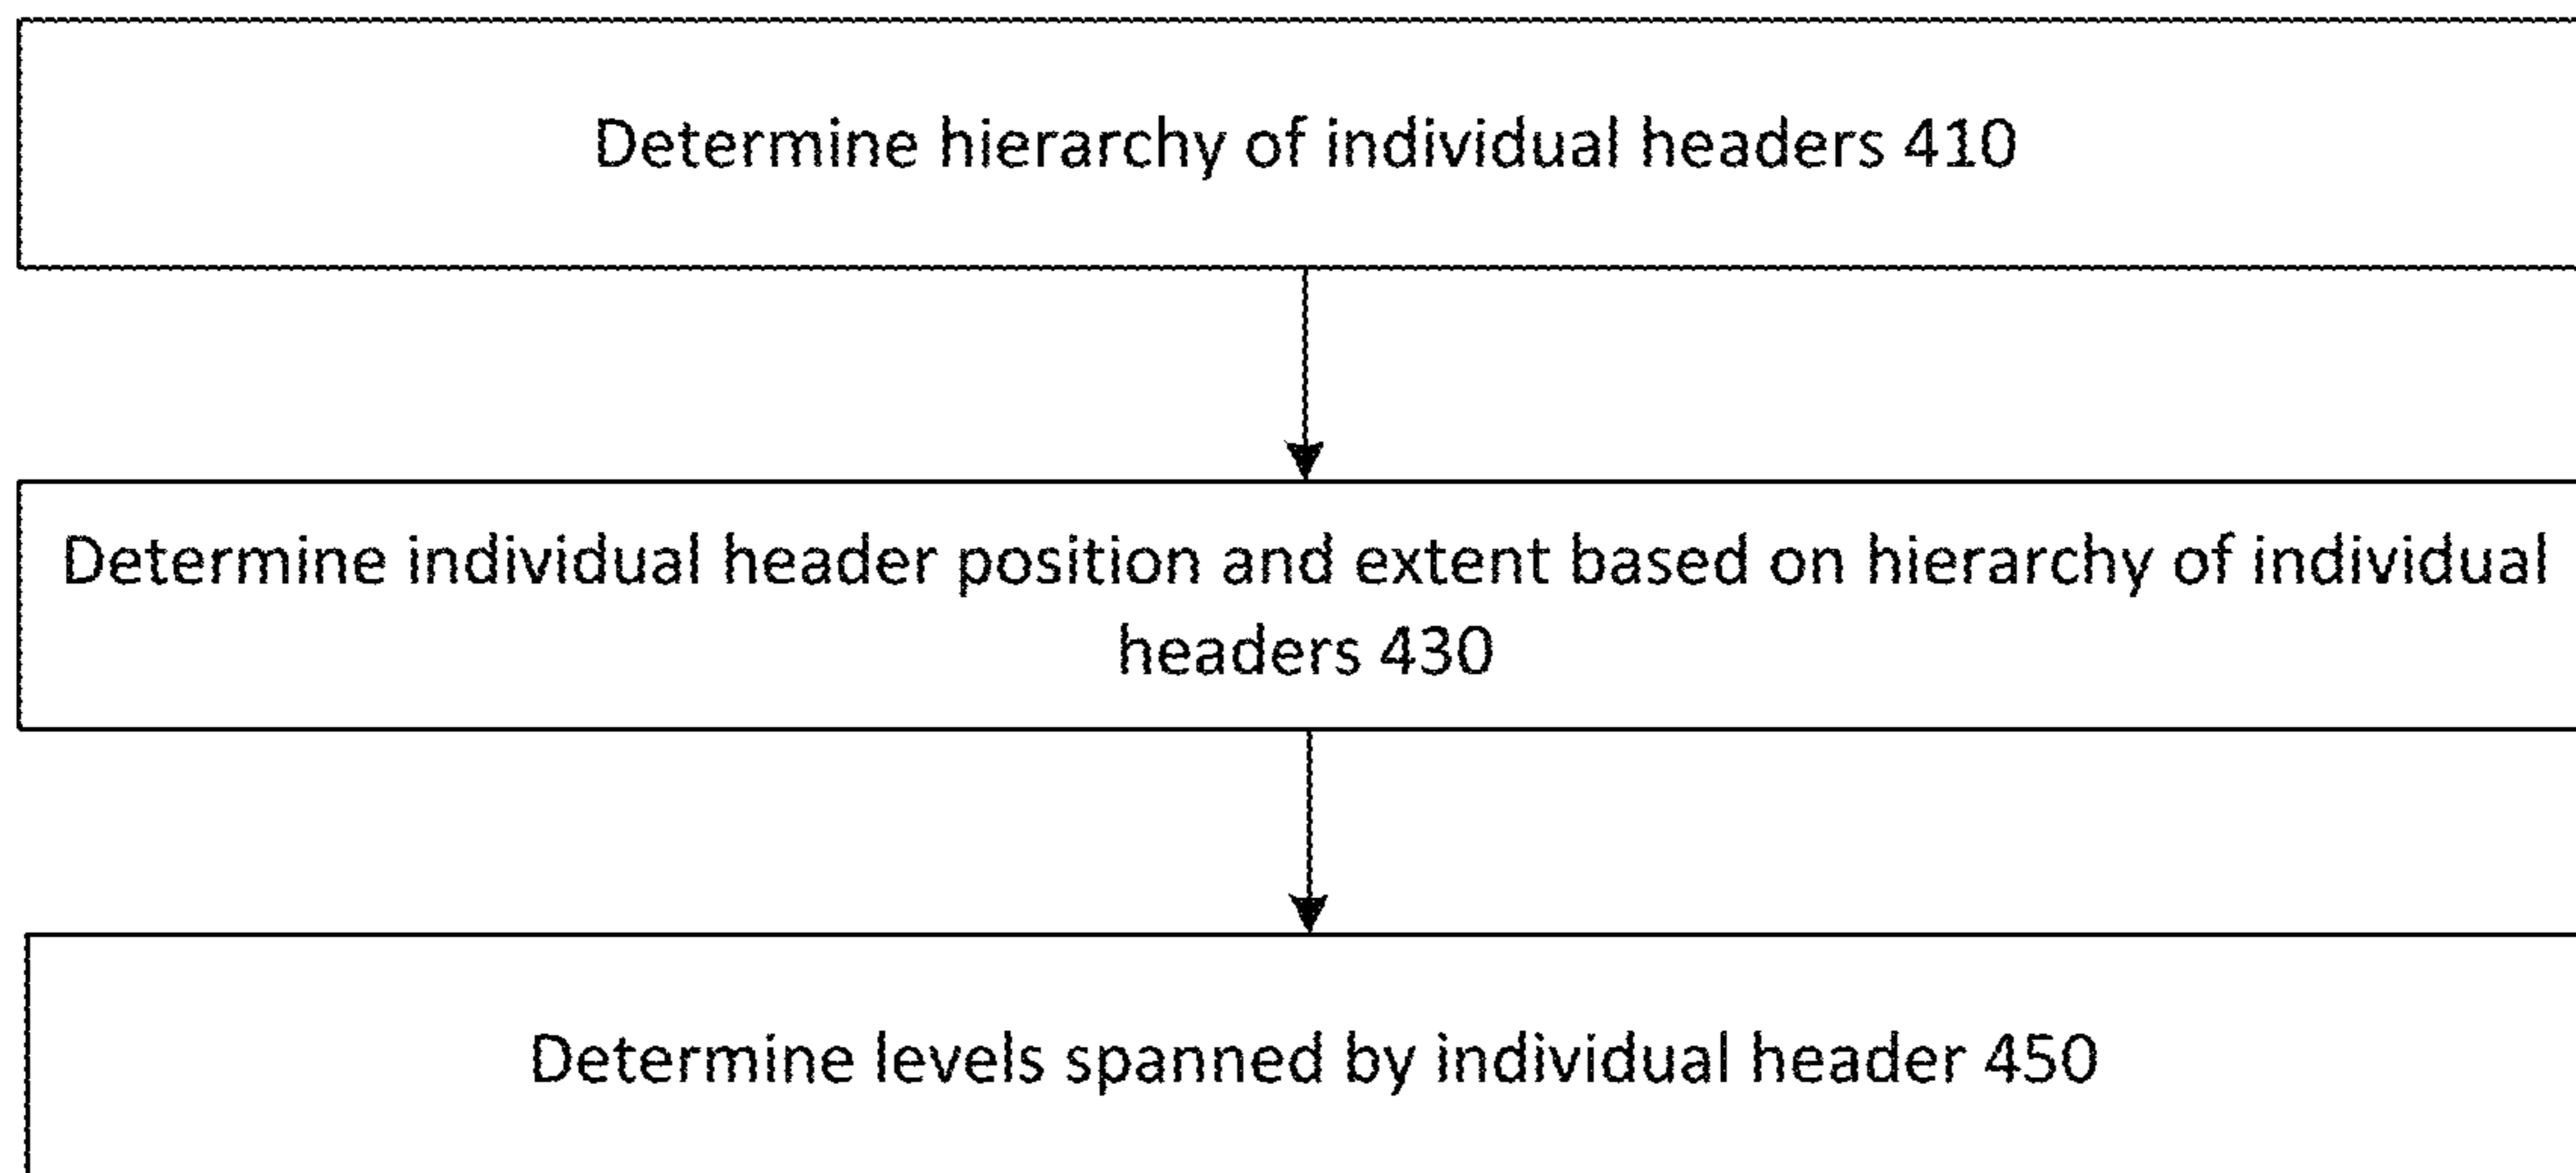 Determine hierarchy of individual headers 410
Determine individual header position and extent based on hierarchy of individual
headers 430
Determine levels spanned by individual header 450